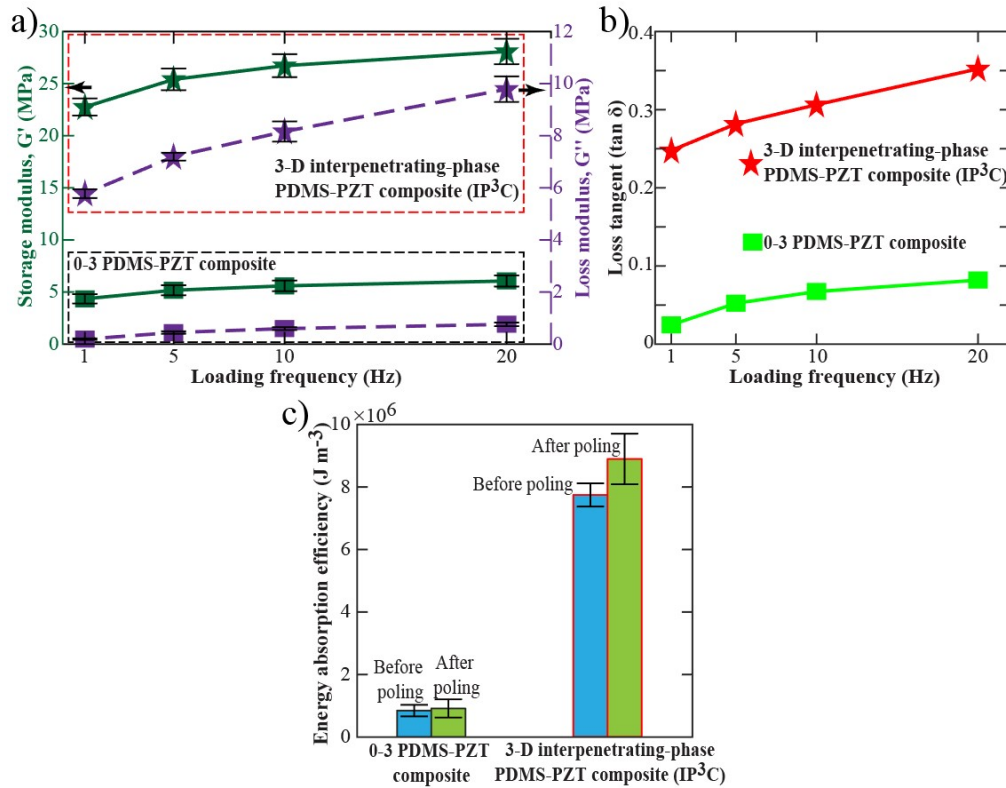 a)
Storage modulus, G' (MPa)
30
25
20
15
10
5
0
12
10
8
6
4
2
0
Loss modulus, G'' (MPa)
3-D interpenetrating-phase
PDMS-PZT composite (IP³C)
0-3 PDMS-PZT composite
1
5
10
20
Loading frequency (Hz)
b)
Loss tangent (tan δ)
0.4
0.3
0.2
0.1
0
3-D interpenetrating-phase
PDMS-PZT composite (IP³C)
0-3 PDMS-PZT composite
1
5
10
20
Loading frequency (Hz)
c)
Energy absorption efficiency (J m-3)
10
×10⁶
8
6
4
2
0
Before
poling
After
poling
Before poling
After poling
0-3 PDMS-PZT
composite
3-D interpenetrating-phase
PDMS-PZT composite (IP³C)